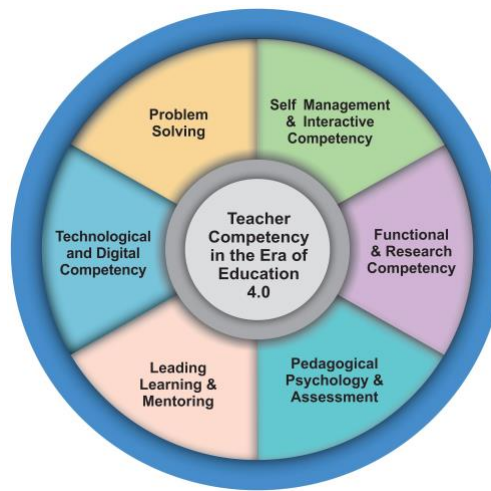 Problem
Solving
Self Management
& Interactive
Competency
Technological
and Digital
Competency
Teacher
Competency
in the Era of
Education
4.0
Functional
& Research
Competency
Leading
Learning &
Mentoring
Pedagogical
Psychology &
Assessment